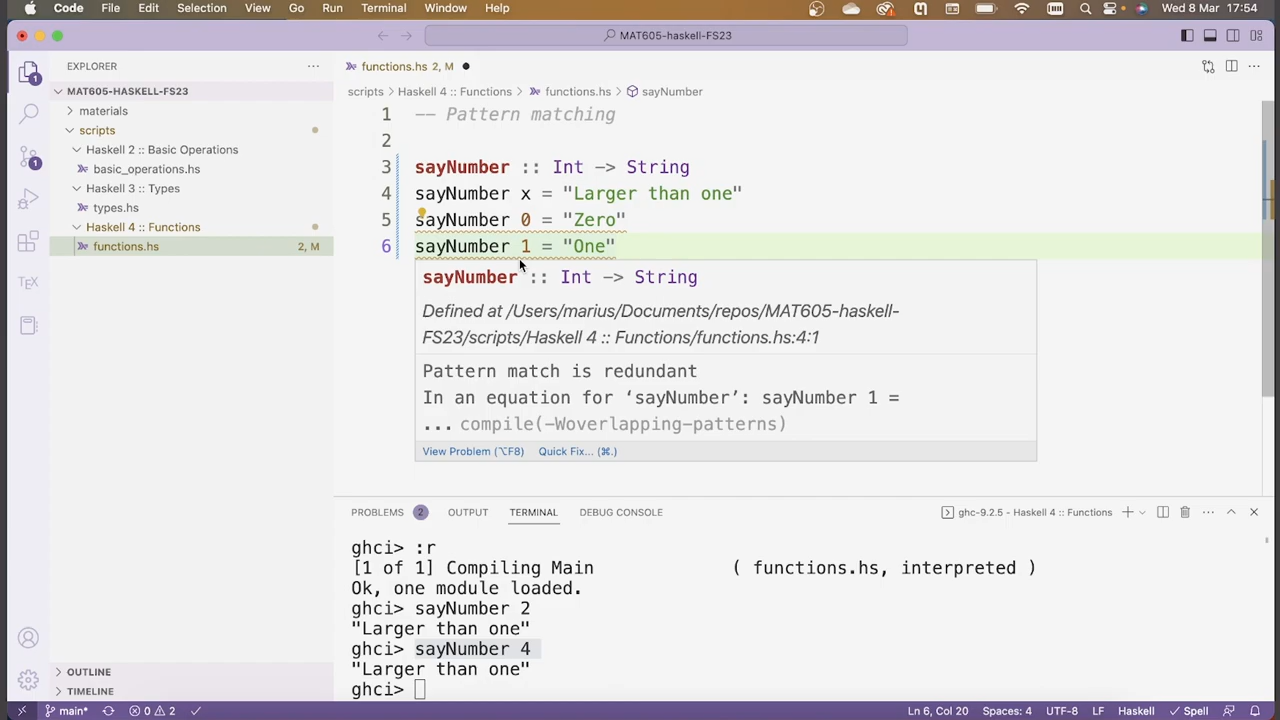 Code File Edit Selection View Go Run Terminal Window Help Wed 8 Mar 17:54
MAT605-haskell-FS23
EXPLORER
functions.hs 2, M
MAT605-HASKELL-FS23
scripts > Haskell 4 :: Functions > functions.hs > sayNumber
materials
scripts
Haskell 2 :: Basic Operations
basic_operations.hs
Haskell 3 :: Types
types.hs
Haskell 4 :: Functions
functions.hs 2, M
1 -- Pattern matching
2
3 sayNumber :: Int -> String
4 sayNumber x = "Larger than one"
5 sayNumber 0 = "Zero"
6 sayNumber 1 = "One"
sayNumber :: Int -> String
Defined at /Users/marius/Documents/repos/MAT605-haskell-
FS23/scripts/Haskell 4 :: Functions/functions.hs:4:1
Pattern match is redundant
In an equation for ‘sayNumber’: sayNumber 1 =
... compile(-Woverlapping-patterns)
View Problem (⌥F8) Quick Fix... (⌘.)
PROBLEMS 2 OUTPUT TERMINAL DEBUG CONSOLE ghc-9.2.5 - Haskell 4 :: Functions
ghci> :r
[1 of 1] Compiling Main ( functions.hs, interpreted )
Ok, one module loaded.
ghci> sayNumber 2
"Larger than one"
ghci> sayNumber 4
"Larger than one"
ghci>
OUTLINE
TIMELINE
main* 0 2 Ln 6, Col 20 Spaces: 4 UTF-8 LF Haskell Spell
1
1
TEX